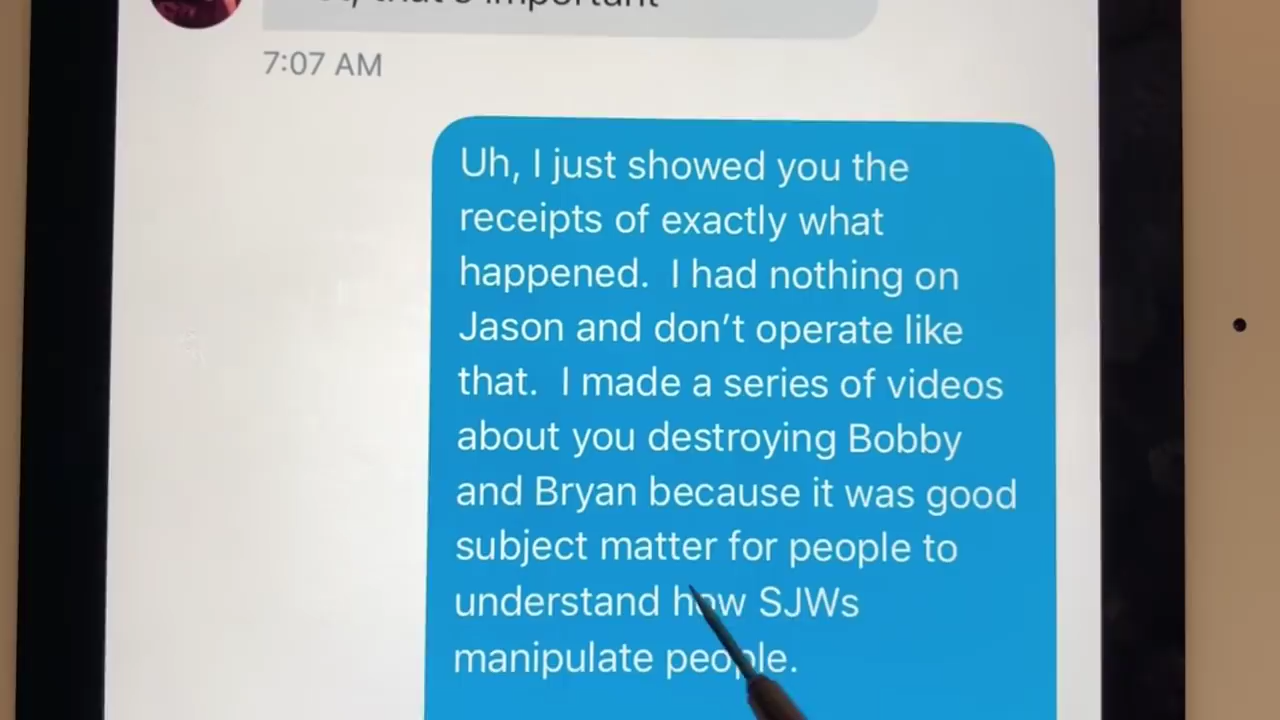 that's important
7:07 AM
Uh, I just showed you the
receipts of exactly what
happened. I had nothing on
Jason and don't operate like
that. I made a series of videos
about you destroying Bobby
and Bryan because it was good
subject matter for people to
understand how SJWs
manipulate people.